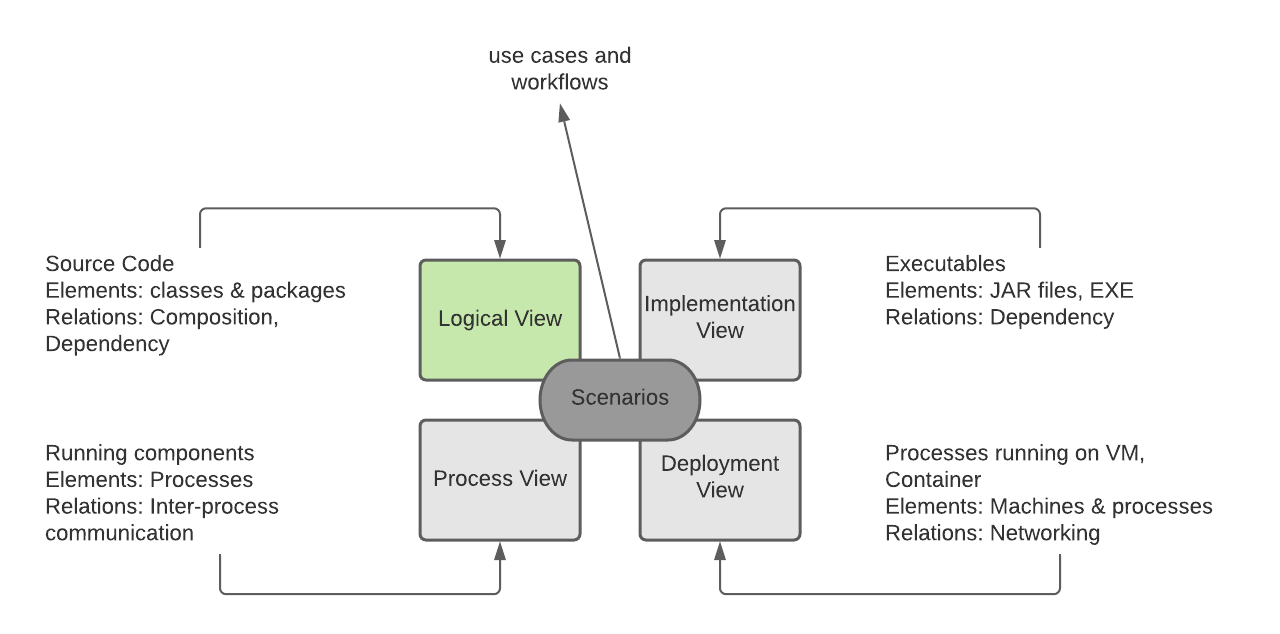 use cases and
workflows
Source Code
Elements: classes & packages
Relations: Composition,
Dependency
Logical View
Implementation
View
Executables
Elements: JAR files, EXE
Relations: Dependency
Scenarios
Running components
Elements: Processes
Relations: Inter-process
communication
Process View
Deployment
View
Processes running on VM,
Container
Elements: Machines & processes
Relations: Networking